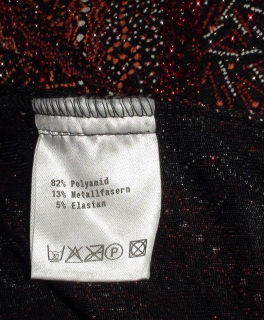 82% Polyamid
13% Metallfasern
5% Elastan
P